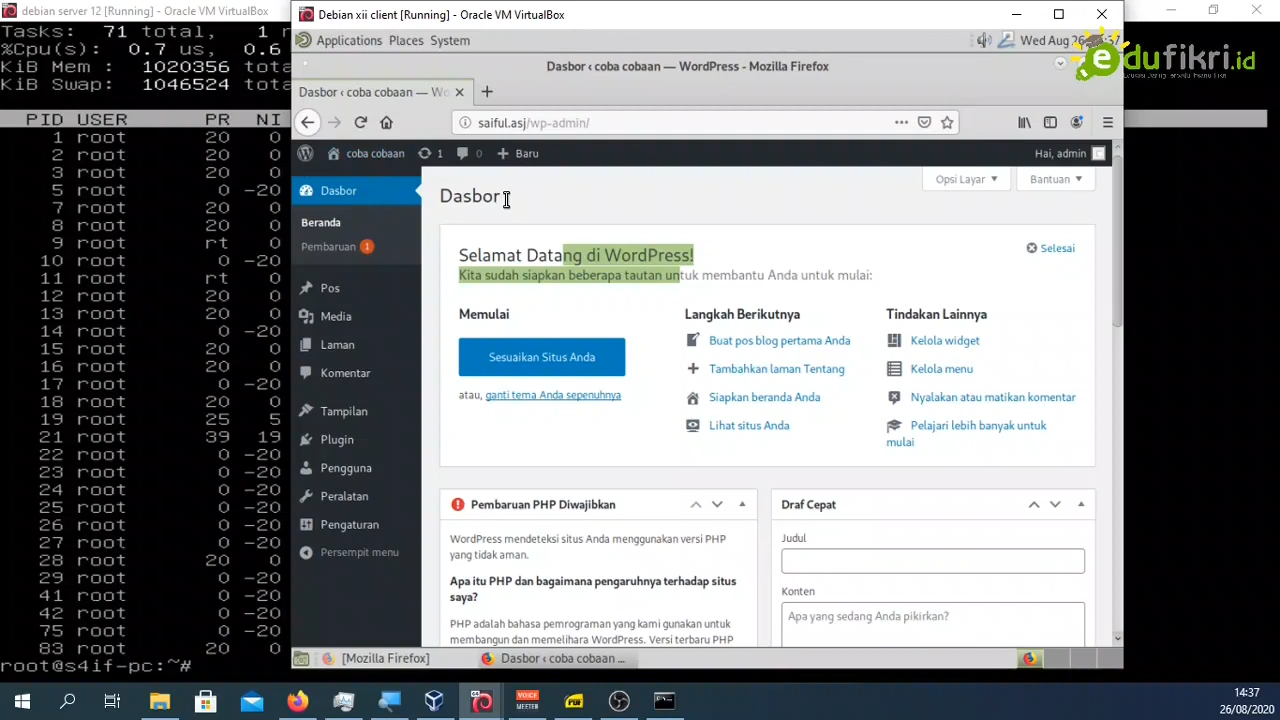 debian server 12 [Running] - Oracle VM VirtualBox
Debian xii client [Running] - Oracle VM VirtualBox
Tasks: 71 total, 1 r
%Cpu(s): 0.7 us, 0.6
KiB Mem : 1020356 tota
KiB Swap: 1046524 tota
PID USER PR NI
1 root 20 0
2 root 20 0
3 root 20 0
5 root 0 -20
7 root 20 0
8 root 20 0
9 root rt 0
10 root 0 -20
11 root rt 0
12 root 20 0
13 root 20 0
14 root 0 -20
15 root 20 0
16 root 20 0
17 root 0 -20
18 root 20 0
19 root 25 5
21 root 39 19
22 root 0 -20
23 root 0 -20
24 root 0 -20
25 root 0 -20
26 root 0 -20
27 root 0 -20
28 root 20 0
29 root 0 -20
41 root 0 -20
42 root 0 -20
75 root 0 -20
83 root 20 0
root@s4if-pc:~#
Applications Places System
Wed Aug 26
edufikri.id
Dasbor ‹ coba cobaan — WordPress - Mozilla Firefox
Dasbor ‹ coba cobaan — Wo
saiful.asj/wp-admin/
coba cobaan 1 0 Baru
Hai, admin
Dasbor
Beranda
Pembaruan 1
Pos
Media
Laman
Komentar
Tampilan
Plugin
Pengguna
Peralatan
Pengaturan
Persempit menu
Opsi Layar
Bantuan
Dasbor
Selamat Datang di WordPress!
Selesai
Kita sudah siapkan beberapa tautan untuk membantu Anda untuk mulai:
Memulai
Sesuaikan Situs Anda
atau, ganti tema Anda sepenuhnya
Langkah Berikutnya
Buat pos blog pertama Anda
Tambahkan laman Tentang
Siapkan beranda Anda
Lihat situs Anda
Tindakan Lainnya
Kelola widget
Kelola menu
Nyalakan atau matikan komentar
Pelajari lebih banyak untuk
mulai
Pembaruan PHP Diwajibkan
WordPress mendeteksi situs Anda menggunakan versi PHP
yang tidak aman.
Apa itu PHP dan bagaimana pengaruhnya terhadap situs
saya?
PHP adalah bahasa pemrograman yang kami gunakan untuk
membangun dan memelihara WordPress. Versi terbaru PHP
Draf Cepat
Judul
Konten
Apa yang sedang Anda pikirkan?
[Mozilla Firefox]
Dasbor ‹ coba cobaan ...
VOICE
MEETER
14:37
26/08/2020